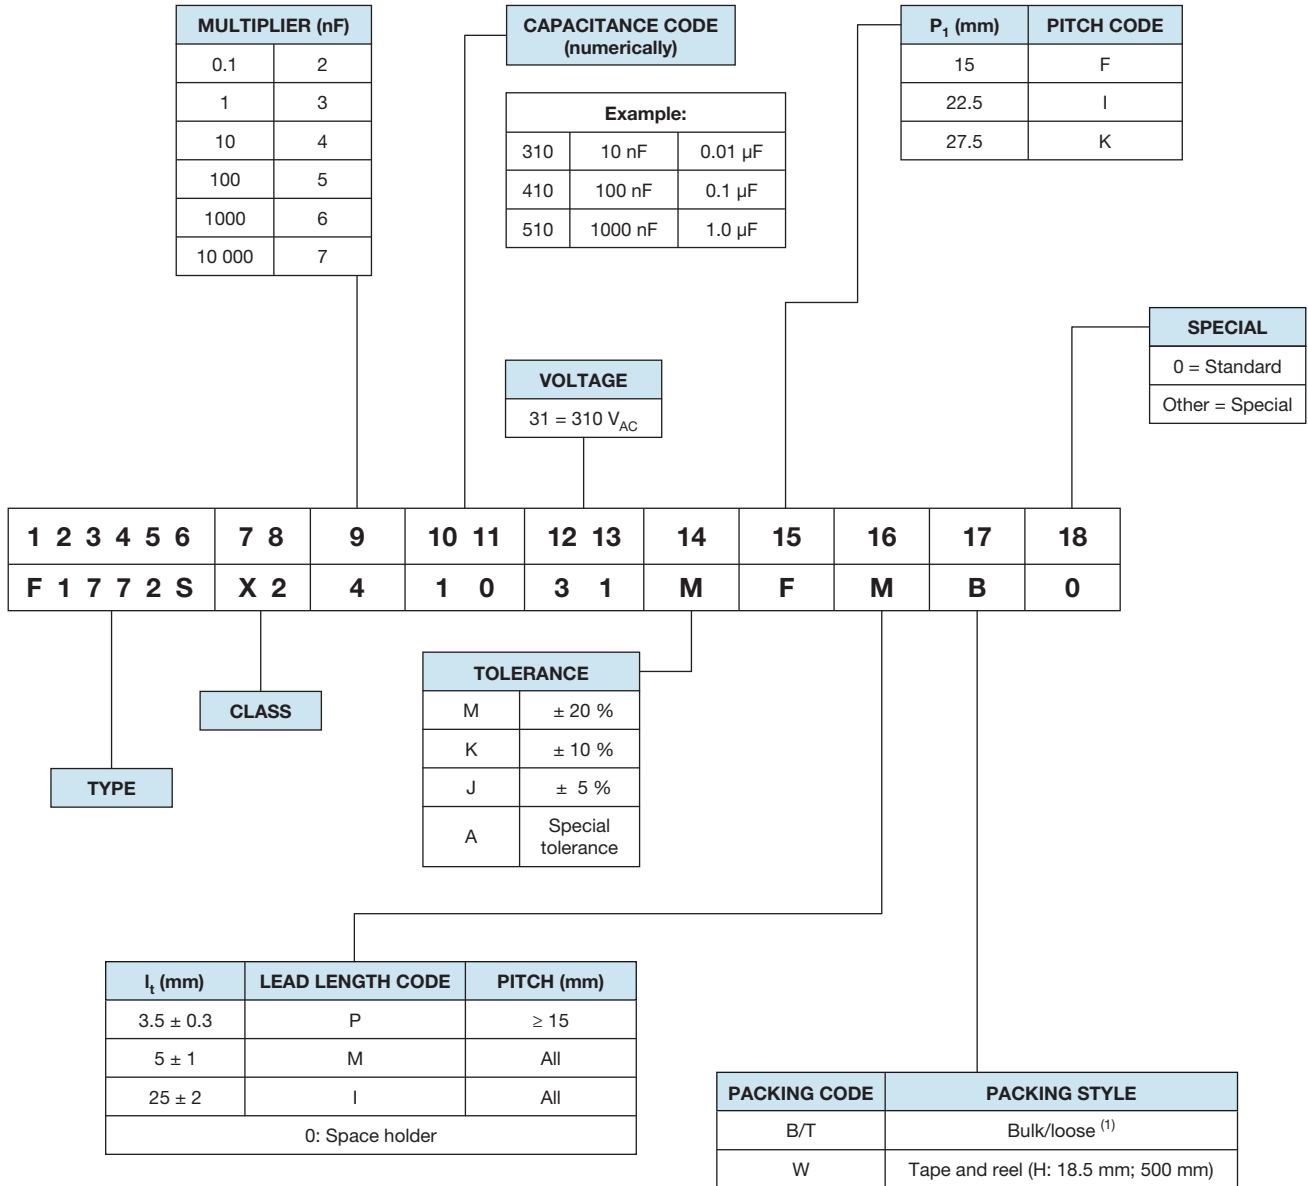 MULTIPLIER (nF)
0.1 2
1 3
10 4
100 5
1000 6
10 000 7
CAPACITANCE CODE
(numerically)
Example:
310 10 nF 0.01 µF
410 100 nF 0.1 µF
510 1000 nF 1.0 µF
P1 (mm) PITCH CODE
15 F
22.5 I
27.5 K
SPECIAL
0 = Standard
Other = Special
VOLTAGE
31 = 310 VAC
1 2 3 4 5 6 7 8 9 10 11 12 13 14 15 16 17 18
F 1 7 7 2 S X 2 4 1 0 3 1 M F M B 0
TOLERANCE
M ± 20 %
K ± 10 %
J ± 5 %
A Special
tolerance
CLASS
TYPE
lt (mm) LEAD LENGTH CODE PITCH (mm)
3.5 ± 0.3 P ≥ 15
5 ± 1 M All
25 ± 2 I All
0: Space holder
PACKING CODE PACKING STYLE
B/T Bulk/loose (1)
W Tape and reel (H: 18.5 mm; 500 mm)